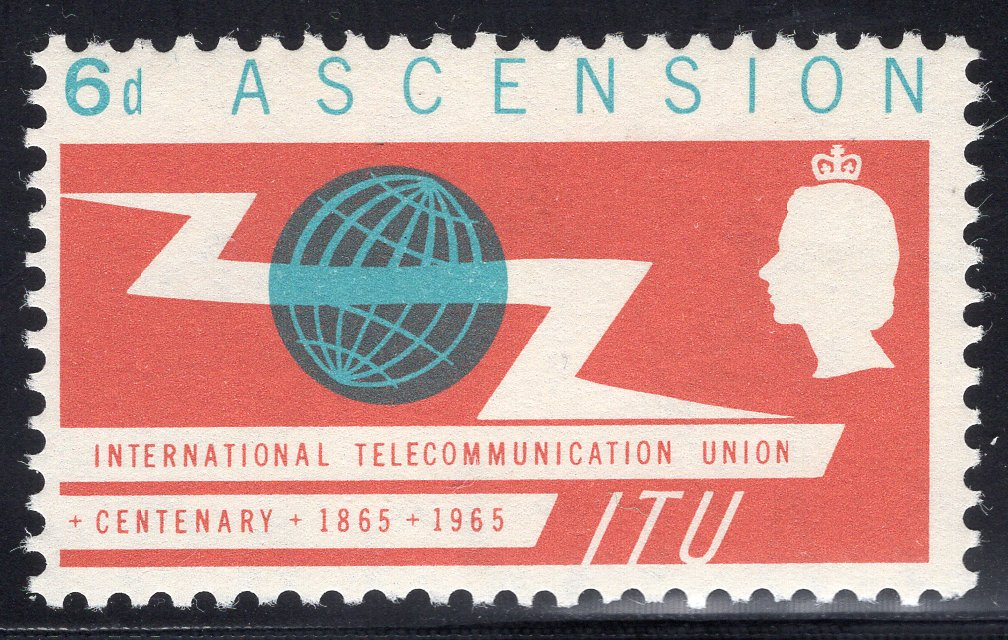 6d ASCENSION
INTERNATIONAL TELECOMMUNICATION UNION
+ CENTENARY + 1865 + 1965
ITU